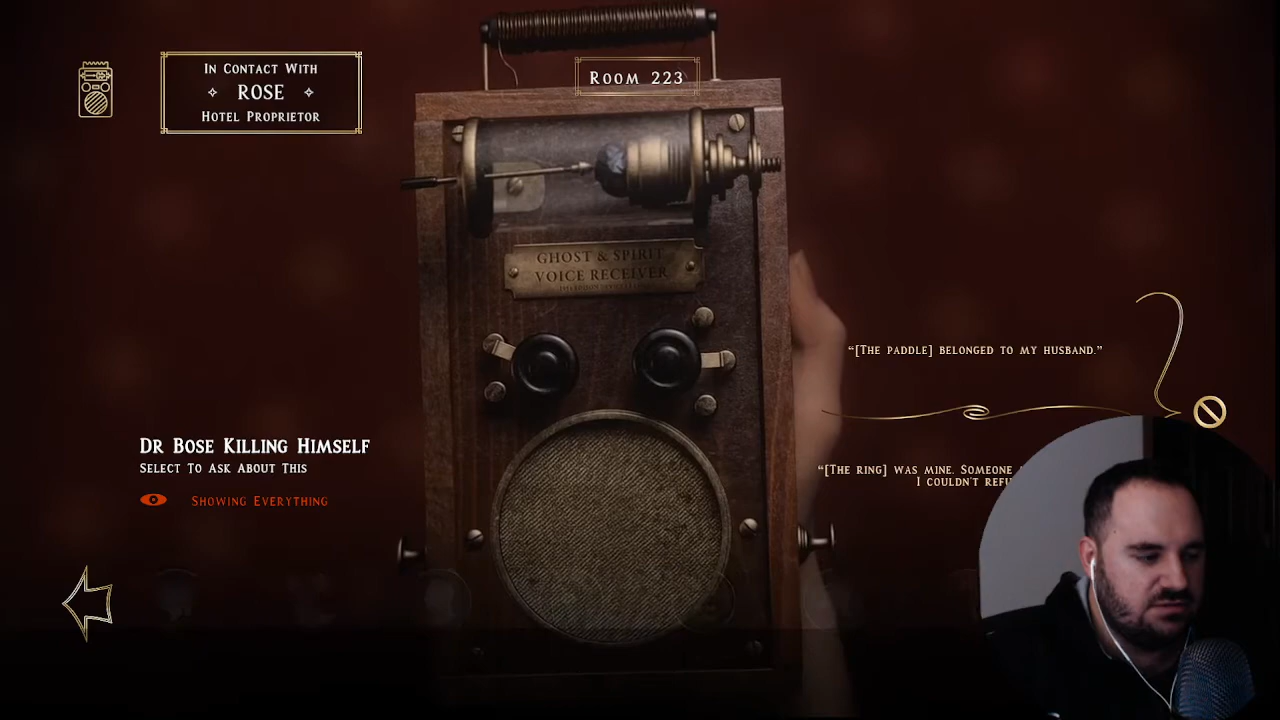 In Contact With
Rose
Hotel Proprietor
Room 223
Ghost & Spirit
Voice Receiver
"[The paddle] belonged to my husband."
Dr Bose Killing Himself
Select To Ask About This
Showing Everything
"[The ring] was mine. Someone
I couldn't